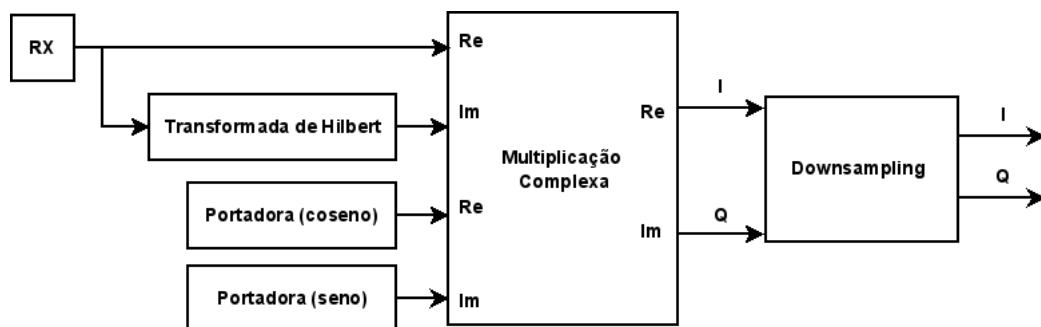 RX
Re
Transformada de Hilbert
Im
Portadora (coseno)
Re
Portadora (seno)
Im
Multiplicação
Complexa
Re
Im
I
Q
Downsampling
I
Q